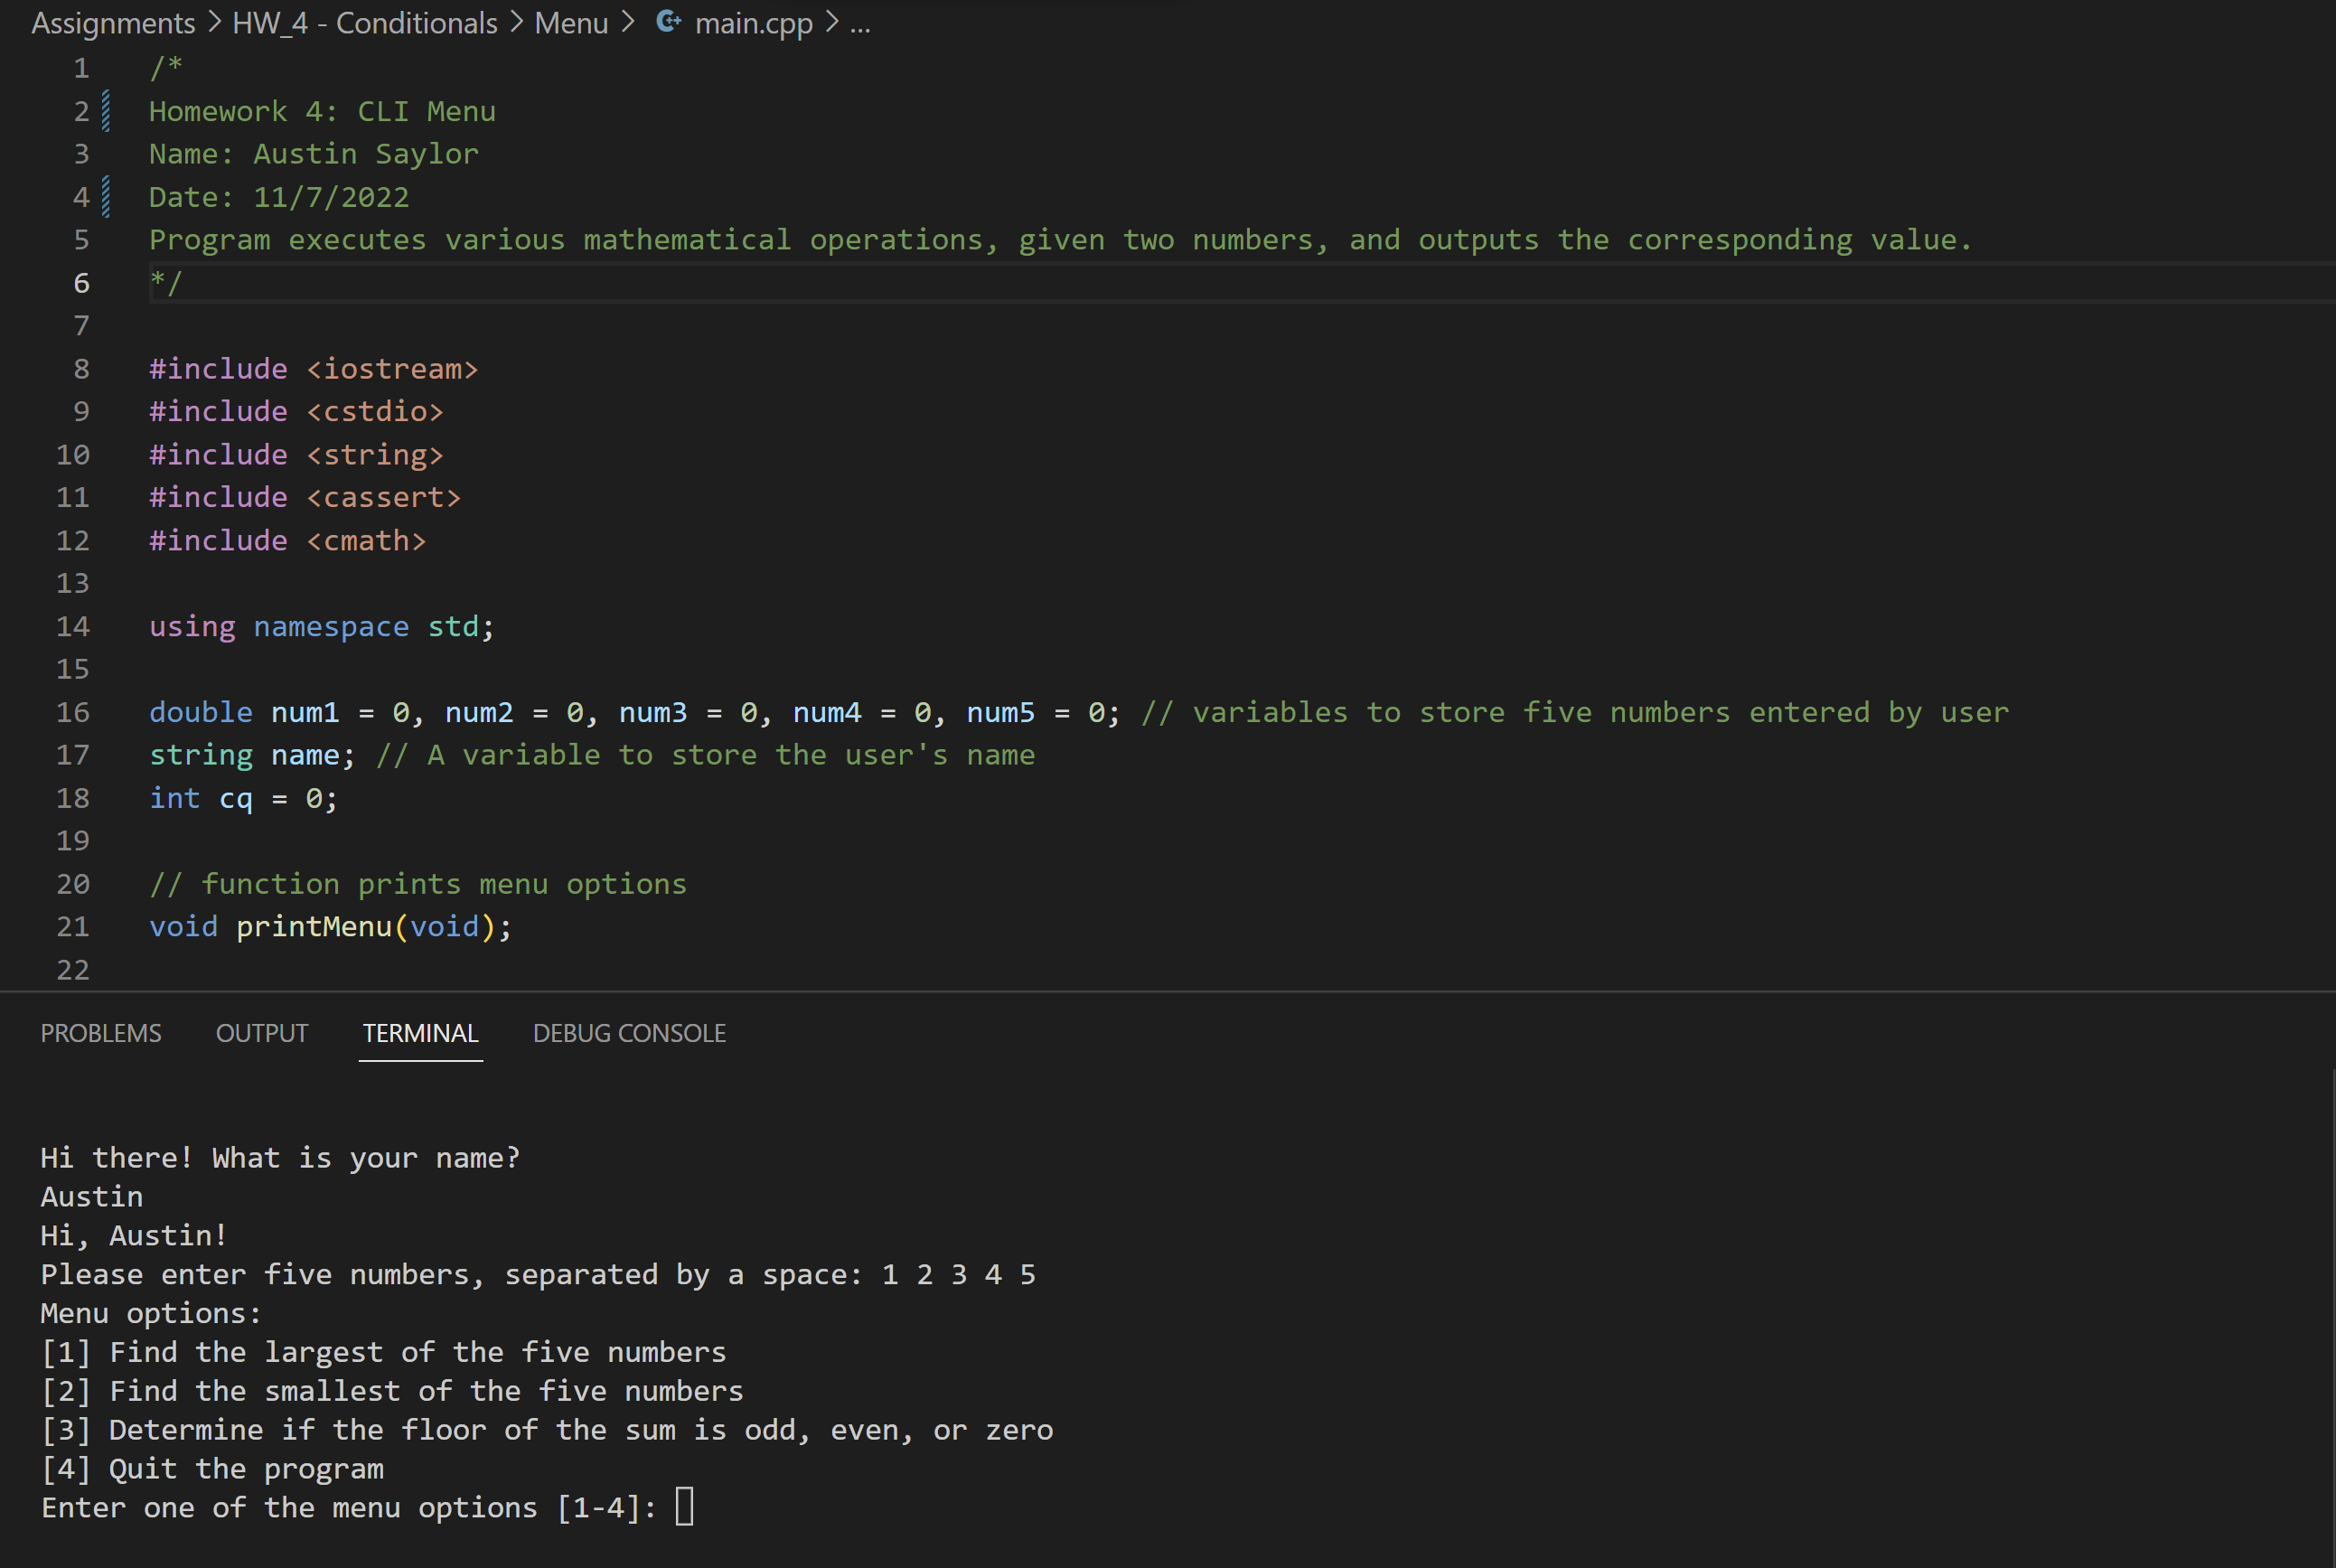 Assignments > HW_4 - Conditionals > Menu > C++ main.cpp > ...
1 /*
2 Homework 4: CLI Menu
3 Name: Austin Saylor
4 Date: 11/7/2022
5 Program executes various mathematical operations, given two numbers, and outputs the corresponding value.
6 */
7
8 #include <iostream>
9 #include <cstdio>
10 #include <string>
11 #include <cassert>
12 #include <cmath>
13
14 using namespace std;
15
16 double num1 = 0, num2 = 0, num3 = 0, num4 = 0, num5 = 0; // variables to store five numbers entered by user
17 string name; // A variable to store the user's name
18 int cq = 0;
19
20 // function prints menu options
21 void printMenu(void);
22
PROBLEMS OUTPUT TERMINAL DEBUG CONSOLE
Hi there! What is your name?
Austin
Hi, Austin!
Please enter five numbers, separated by a space: 1 2 3 4 5
Menu options:
[1] Find the largest of the five numbers
[2] Find the smallest of the five numbers
[3] Determine if the floor of the sum is odd, even, or zero
[4] Quit the program
Enter one of the menu options [1-4]: